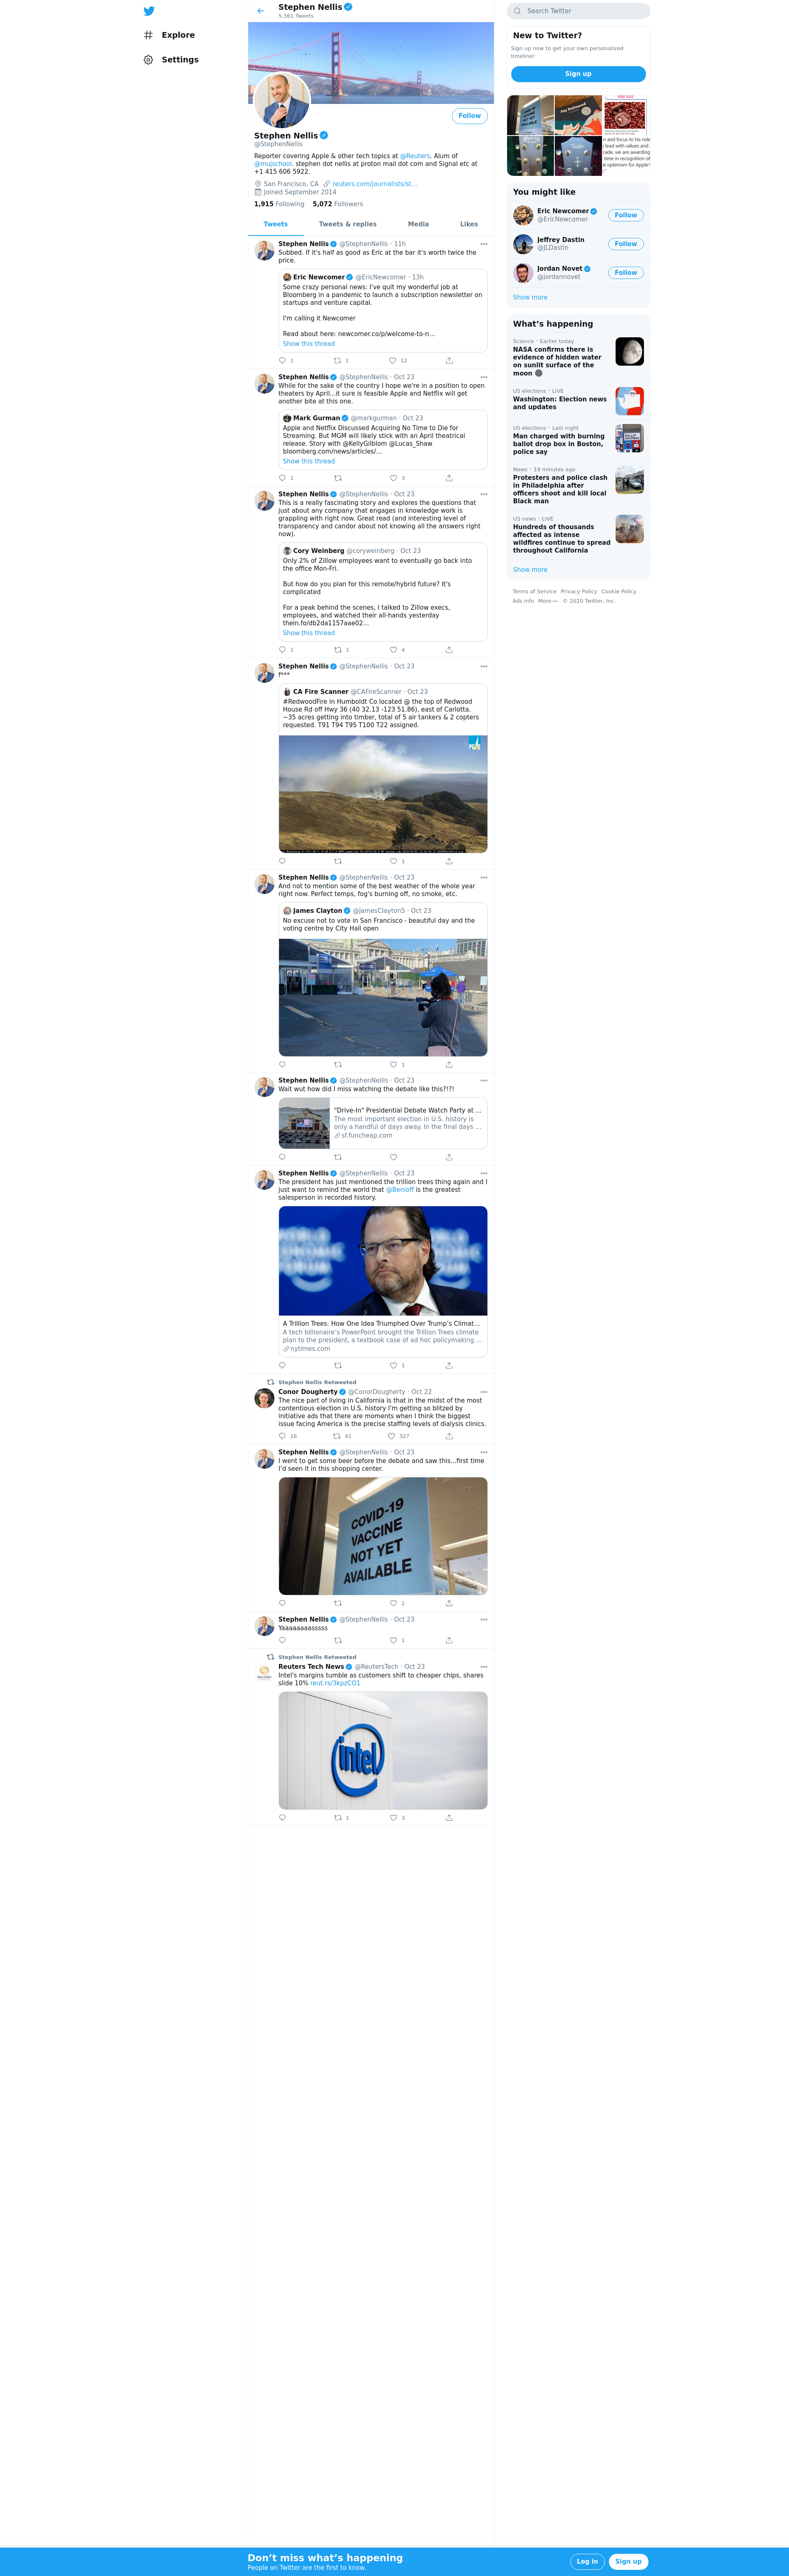 Explore
Settings
Stephen Nellis
5,361 Tweets
Follow
Stephen Nellis
@StephenNellis
Reporter covering Apple & other tech topics at @Reuters. Alum of
@mujschool. stephen dot nellis at proton mail dot com and Signal etc at
+1 415 606 5922.
San Francisco, CA reuters.com/journalists/st…
Joined September 2014
1,915 Following 5,072 Followers
Tweets Tweets & replies Media Likes
Stephen Nellis @StephenNellis · 11h
Subbed. If it's half as good as Eric at the bar it's worth twice the
price.
Eric Newcomer @EricNewcomer · 13h
Some crazy personal news: I've quit my wonderful job at
Bloomberg in a pandemic to launch a subscription newsletter on
startups and venture capital.
I'm calling it Newcomer
Read about here: newcomer.co/p/welcome-to-n…
Show this thread
1 1 12
Stephen Nellis @StephenNellis · Oct 23
While for the sake of the country I hope we're in a position to open
theaters by April...it sure is feasible Apple and Netflix will get
another bite at this one.
Mark Gurman @markgurman · Oct 23
Apple and Netflix Discussed Acquiring No Time to Die for
Streaming. But MGM will likely stick with an April theatrical
release. Story with @KellyGilblom @Lucas_Shaw
bloomberg.com/news/articles/…
Show this thread
1 3
Stephen Nellis @StephenNellis · Oct 23
This is a really fascinating story and explores the questions that
just about any company that engages in knowledge work is
grappling with right now. Great read (and interesting level of
transparency and candor about not knowing all the answers right
now).
Cory Weinberg @coryweinberg · Oct 23
Only 2% of Zillow employees want to eventually go back into
the office Mon-Fri.
But how do you plan for this remote/hybrid future? It's
complicated
For a peak behind the scenes, I talked to Zillow execs,
employees, and watched their all-hands yesterday
thein.fo/db2da1157aae02…
Show this thread
1 1 4
Stephen Nellis @StephenNellis · Oct 23
f***
CA Fire Scanner @CAFireScanner · Oct 23
#RedwoodFire in Humboldt Co located @ the top of Redwood
House Rd off Hwy 36 (40 32.13 -123 51.86), east of Carlotta.
~35 acres getting into timber, total of 5 air tankers & 2 copters
requested. T91 T94 T95 T100 T22 assigned.
1
Stephen Nellis @StephenNellis · Oct 23
And not to mention some of the best weather of the whole year
right now. Perfect temps, fog's burning off, no smoke, etc.
James Clayton @JamesClayton5 · Oct 23
No excuse not to vote in San Francisco - beautiful day and the
voting centre by City Hall open
1
Stephen Nellis @StephenNellis · Oct 23
Wait wut how did I miss watching the debate like this?!?!
"Drive-In" Presidential Debate Watch Party at ...
The most important election in U.S. history is
only a handful of days away. In the final days ...
sf.funcheap.com
Stephen Nellis @StephenNellis · Oct 23
The president has just mentioned the trillion trees thing again and I
just want to remind the world that @Benioff is the greatest
salesperson in recorded history.
A Trillion Trees: How One Idea Triumphed Over Trump's Climat...
A tech billionaire's PowerPoint brought the Trillion Trees climate
plan to the president, a textbook case of ad hoc policymaking ...
nytimes.com
1
Stephen Nellis Retweeted
Conor Dougherty @ConorDougherty · Oct 22
The nice part of living in California is that in the midst of the most
contentious election in U.S. history I'm getting so blitzed by
initiative ads that there are moments when I think the biggest
issue facing America is the precise staffing levels of dialysis clinics.
16 41 327
Stephen Nellis @StephenNellis · Oct 23
I went to get some beer before the debate and saw this...first time
I'd seen it in this shopping center.
COVID-19
VACCINE
NOT YET
AVAILABLE
2
Stephen Nellis @StephenNellis · Oct 23
Yaaaaaaaasssss
1
Stephen Nellis Retweeted
Reuters Tech News @ReutersTech · Oct 23
Intel's margins tumble as customers shift to cheaper chips, shares
slide 10% reut.rs/3kpzCO1
intel
1 3
Search Twitter
New to Twitter?
Sign up now to get your own personalized
timeline!
Sign up
You might like
Eric Newcomer
@EricNewcomer
Follow
Jeffrey Dastin
@JLDastin
Follow
Jordan Novet
@jordannovet
Follow
Show more
What's happening
Science · Earlier today
NASA confirms there is
evidence of hidden water
on sunlit surface of the
moon
US elections · LIVE
Washington: Election news
and updates
US elections · Last night
Man charged with burning
ballot drop box in Boston,
police say
News · 19 minutes ago
Protesters and police clash
in Philadelphia after
officers shoot and kill local
Black man
US news · LIVE
Hundreds of thousands
affected as intense
wildfires continue to spread
throughout California
Show more
Terms of Service Privacy Policy Cookie Policy
Ads info More © 2020 Twitter, Inc.
Don't miss what's happening
People on Twitter are the first to know.
Log in Sign up